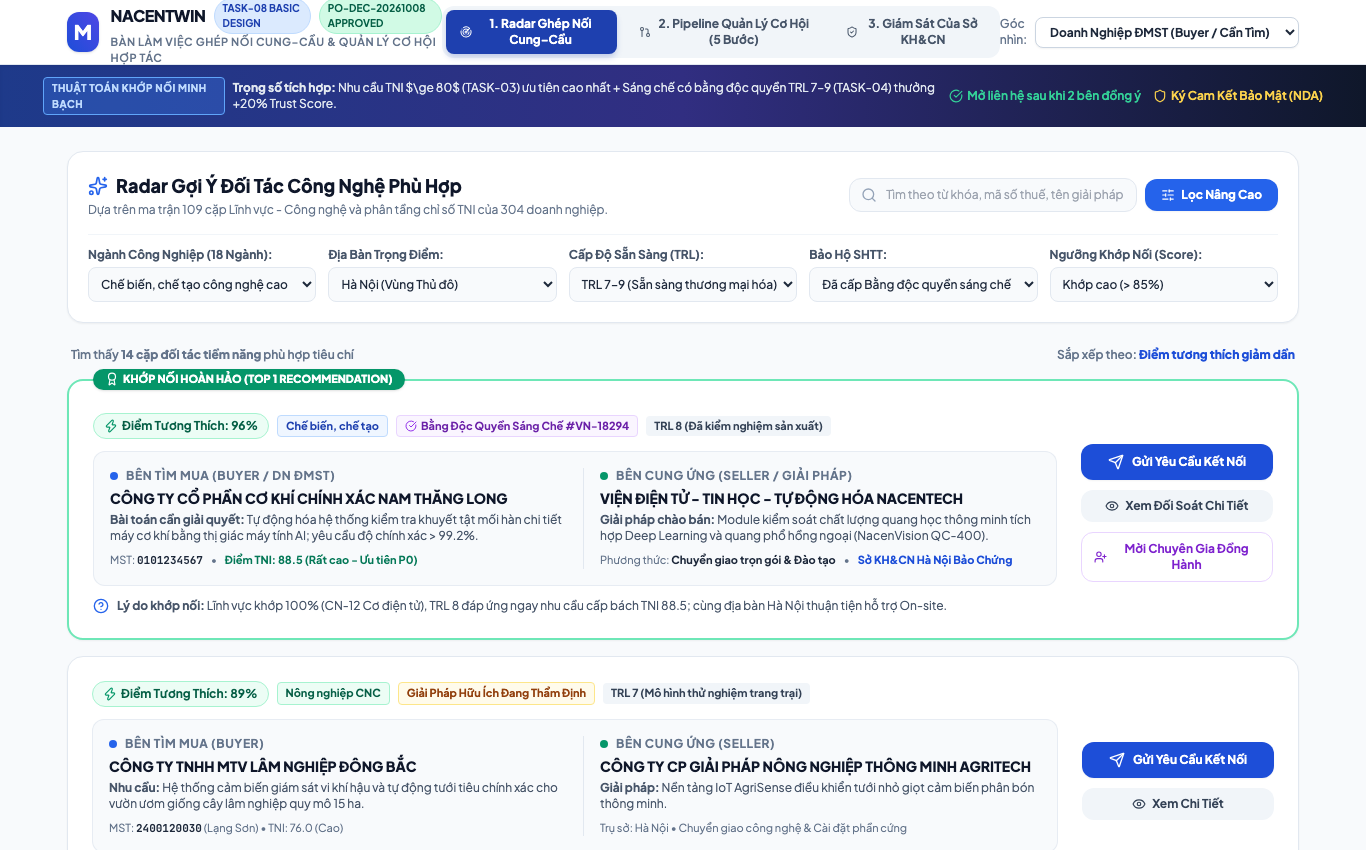 M
NACENTWIN
TASK-08 BASIC
DESIGN
PO-DEC-20261008
APPROVED
BÀN LÀM VIỆC GHÉP NỐI CUNG–CẦU & QUẢN LÝ CƠ HỘI
HỢP TÁC
1. Radar Ghép Nối
Cung–Cầu
2. Pipeline Quản Lý Cơ Hội
(5 Bước)
3. Giám Sát Của Sở
KH&CN
Góc
nhìn:
Doanh Nghiệp ĐMST (Buyer / Cần Tìm)
THUẬT TOÁN KHỚP NỐI MINH
BẠCH
Trọng số tích hợp: Nhu cầu TNI $\ge 80$ (TASK-03) ưu tiên cao nhất + Sáng chế có bằng độc quyền TRL 7–9 (TASK-04) thưởng
+20% Trust Score.
Mở liên hệ sau khi 2 bên đồng ý
Ký Cam Kết Bảo Mật (NDA)
Radar Gợi Ý Đối Tác Công Nghệ Phù Hợp
Dựa trên ma trận 109 cặp Lĩnh vực - Công nghệ và phân tầng chỉ số TNI của 304 doanh nghiệp.
Tìm theo từ khóa, mã số thuế, tên giải pháp
Lọc Nâng Cao
Ngành Công Nghiệp (18 Ngành):
Địa Bàn Trọng Điểm:
Cấp Độ Sẵn Sàng (TRL):
Bảo Hộ SHTT:
Ngưỡng Khớp Nối (Score):
Chế biến, chế tạo công nghệ cao
Hà Nội (Vùng Thủ đô)
TRL 7–9 (Sẵn sàng thương mại hóa)
Đã cấp Bằng độc quyền sáng chế
Khớp cao (> 85%)
Tìm thấy 14 cặp đối tác tiềm năng phù hợp tiêu chí
Sắp xếp theo: Điểm tương thích giảm dần
KHỚP NỐI HOÀN HẢO (TOP 1 RECOMMENDATION)
Điểm Tương Thích: 96%
Chế biến, chế tạo
Bằng Độc Quyền Sáng Chế #VN-18294
TRL 8 (Đã kiểm nghiệm sản xuất)
BÊN TÌM MUA (BUYER / DN ĐMST)
CÔNG TY CỔ PHẦN CƠ KHÍ CHÍNH XÁC NAM THĂNG LONG
Bài toán cần giải quyết: Tự động hóa hệ thống kiểm tra khuyết tật mối hàn chi tiết
máy cơ khí bằng thị giác máy tính AI; yêu cầu độ chính xác > 99.2%.
MST: 0101234567 • Điểm TNI: 88.5 (Rất cao – Ưu tiên P0)
BÊN CUNG ỨNG (SELLER / GIẢI PHÁP)
VIỆN ĐIỆN TỬ - TIN HỌC - TỰ ĐỘNG HÓA NACENTECH
Giải pháp chào bán: Module kiểm soát chất lượng quang học thông minh tích
hợp Deep Learning và quang phổ hồng ngoại (NacenVision QC-400).
Phương thức: Chuyển giao trọn gói & Đào tạo • Sở KH&CN Hà Nội Bảo Chứng
Gửi Yêu Cầu Kết Nối
Xem Đối Soát Chi Tiết
Mời Chuyên Gia Đồng
Hành
Lý do khớp nối: Lĩnh vực khớp 100% (CN-12 Cơ điện tử), TRL 8 đáp ứng ngay nhu cầu cấp bách TNI 88.5; cùng địa bàn Hà Nội thuận tiện hỗ trợ On-site.
Điểm Tương Thích: 89%
Nông nghiệp CNC
Giải Pháp Hữu Ích Đang Thẩm Định
TRL 7 (Mô hình thử nghiệm trang trại)
BÊN TÌM MUA (BUYER)
CÔNG TY TNHH MTV LÂM NGHIỆP ĐÔNG BẮC
Nhu cầu: Hệ thống cảm biến giám sát vi khí hậu và tự động tưới tiêu chính xác cho
vườn ươm giống cây lâm nghiệp quy mô 15 ha.
MST: 2400120030 (Lạng Sơn) • TNI: 76.0 (Cao)
BÊN CUNG ỨNG (SELLER)
CÔNG TY CP GIẢI PHÁP NÔNG NGHIỆP THÔNG MINH AGRITECH
Giải pháp: Nền tảng IoT AgriSense điều khiển tưới nhỏ giọt cảm biến phân bón
thông minh.
Trụ sở: Hà Nội • Chuyển giao công nghệ & Cài đặt phần cứng
Gửi Yêu Cầu Kết Nối
Xem Chi Tiết